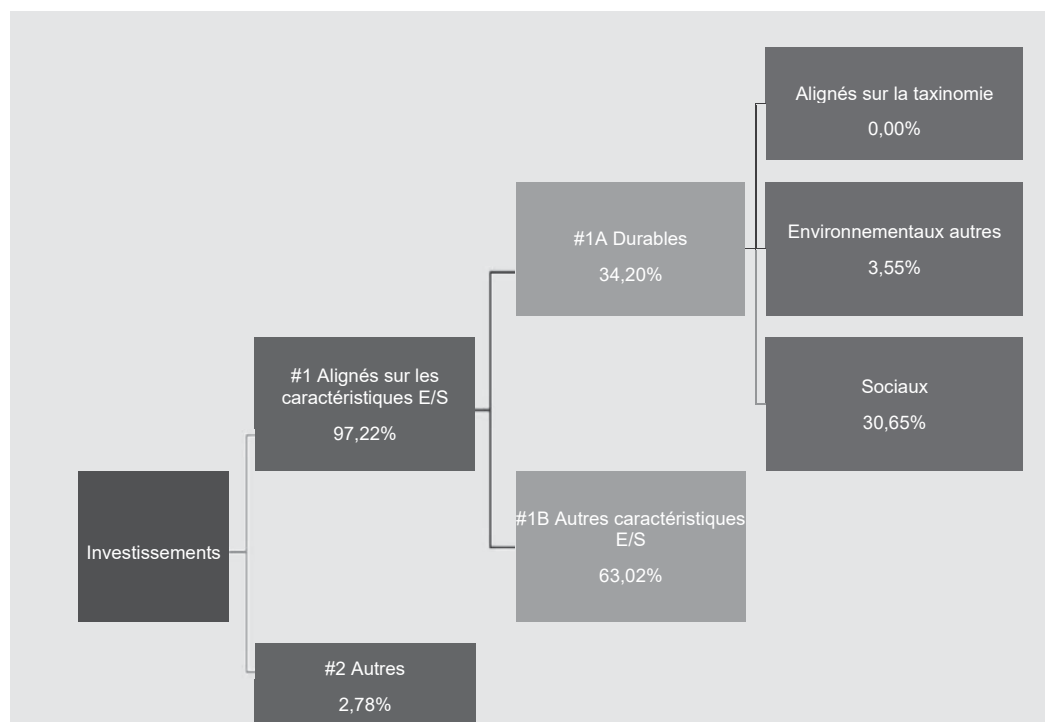 Investissements
#1 Alignés sur les
caractéristiques E/S
97,22%
#2 Autres
2,78%
#1A Durables
34,20%
#1B Autres caractéristiques
E/S
63,02%
Alignés sur la taxinomie
0,00%
Environnementaux autres
3,55%
Sociaux
30,65%